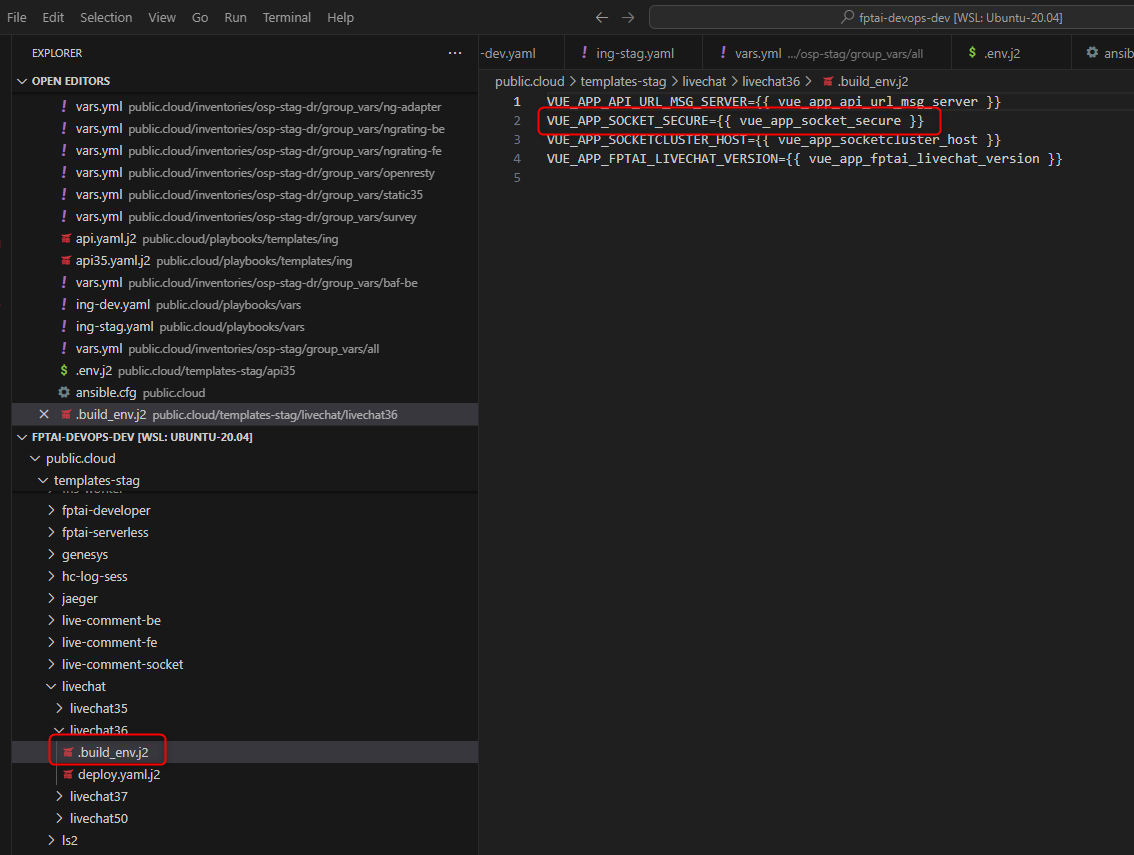 File Edit Selection View Go Run Terminal Help
fptai-devops-dev [WSL: Ubuntu-20.04]
EXPLORER
-dev.yaml
ing-stag.yaml
vars.yml .../osp-stag/group_vars/all
.env.j2
ansib
OPEN EDITORS
vars.yml public.cloud/inventories/osp-stag-dr/group_vars/ng-adapter
vars.yml public.cloud/inventories/osp-stag-dr/group_vars/ngrating-be
vars.yml public.cloud/inventories/osp-stag-dr/group_vars/ngrating-fe
vars.yml public.cloud/inventories/osp-stag-dr/group_vars/openresty
vars.yml public.cloud/inventories/osp-stag-dr/group_vars/static35
vars.yml public.cloud/inventories/osp-stag-dr/group_vars/survey
api.yaml.j2 public.cloud/playbooks/templates/ing
api35.yaml.j2 public.cloud/playbooks/templates/ing
vars.yml public.cloud/inventories/osp-stag-dr/group_vars/baf-be
ing-dev.yaml public.cloud/playbooks/vars
ing-stag.yaml public.cloud/playbooks/vars
vars.yml public.cloud/inventories/osp-stag/group_vars/all
.env.j2 public.cloud/templates-stag/api35
ansible.cfg public.cloud
.build_env.j2 public.cloud/templates-stag/livechat/livechat36
FPTAI-DEVOPS-DEV [WSL: UBUNTU-20.04]
public.cloud
templates-stag
fptai-developer
fptai-serverless
genesys
hc-log-sess
jaeger
live-comment-be
live-comment-fe
live-comment-socket
livechat
livechat35
livechat36
.build_env.j2
deploy.yaml.j2
livechat37
livechat50
ls2
public.cloud > templates-stag > livechat > livechat36 > .build_env.j2
1 VUE_APP_API_URL_MSG_SERVER={{ vue_app_api_url_msg_server }}
2 VUE_APP_SOCKET_SECURE={{ vue_app_socket_secure }}
3 VUE_APP_SOCKETCLUSTER_HOST={{ vue_app_socketcluster_host }}
4 VUE_APP_FPTAI_LIVECHAT_VERSION={{ vue_app_fptai_livechat_version }}
5